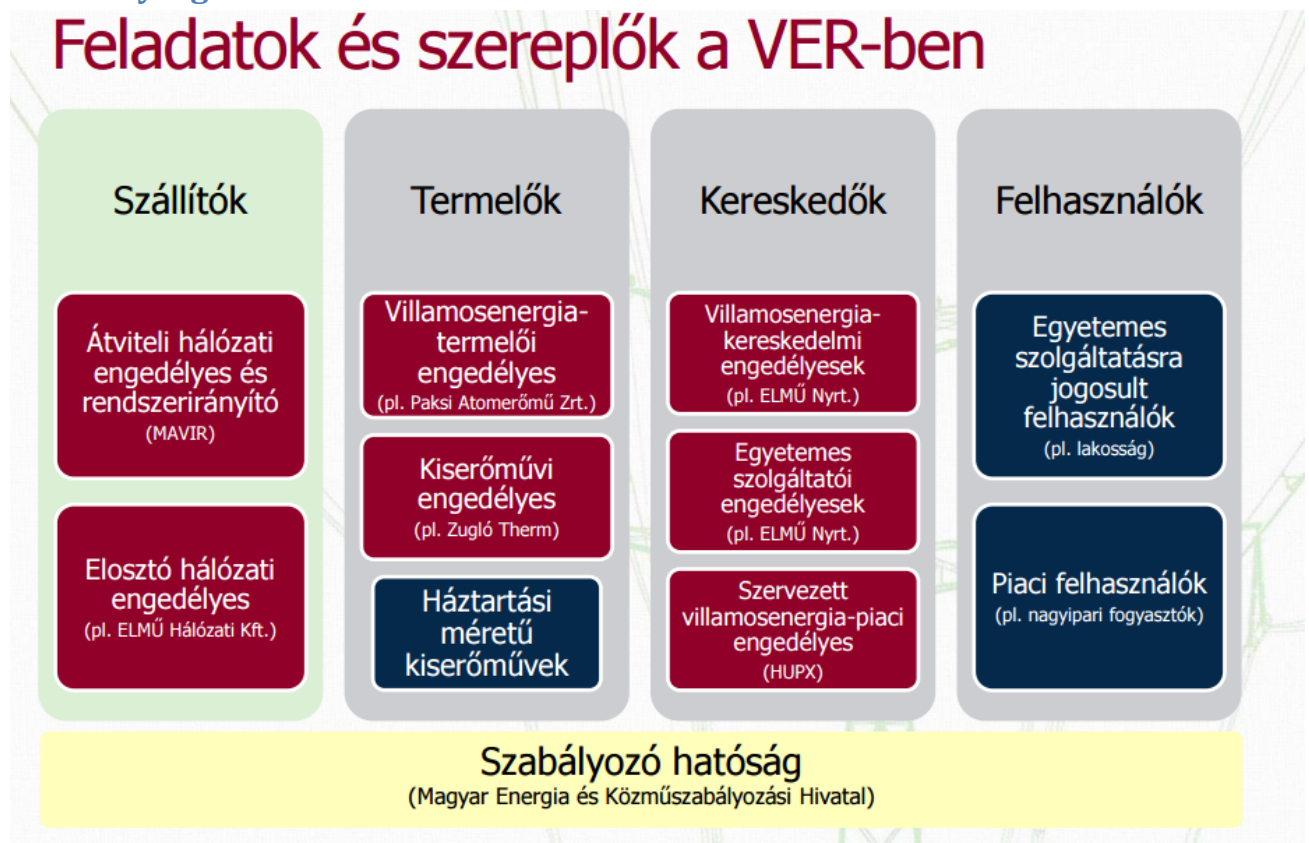 Feladatok és szereplők a VER-ben
Szállítók
Átviteli hálózati
engedélyes és
rendszerirányító
(MAVIR)
Elosztó hálózati
engedélyes
(pl. ELMŰ Hálózati Kft.)
Termelők
Villamosenergia-
termelői
engedélyes
(pl. Paksi Atomerőmű Zrt.)
Kiserőművi
engedélyes
(pl. Zugló Therm)
Háztartási
méretű
kiserőművek
Kereskedők
Villamosenergia-
kereskedelmi
engedélyesek
(pl. ELMŰ Nyrt.)
Egyetemes
szolgáltatói
engedélyesek
(pl. ELMŰ Nyrt.)
Szervezett
villamosenergia-piaci
engedélyes
(HUPX)
Felhasználók
Egyetemes
szolgáltatásra
jogosult
felhasználók
(pl. lakosság)
Piaci felhasználók
(pl. nagyipari fogyasztók)
Szabályozó hatóság
(Magyar Energia és Közműszabályozási Hivatal)